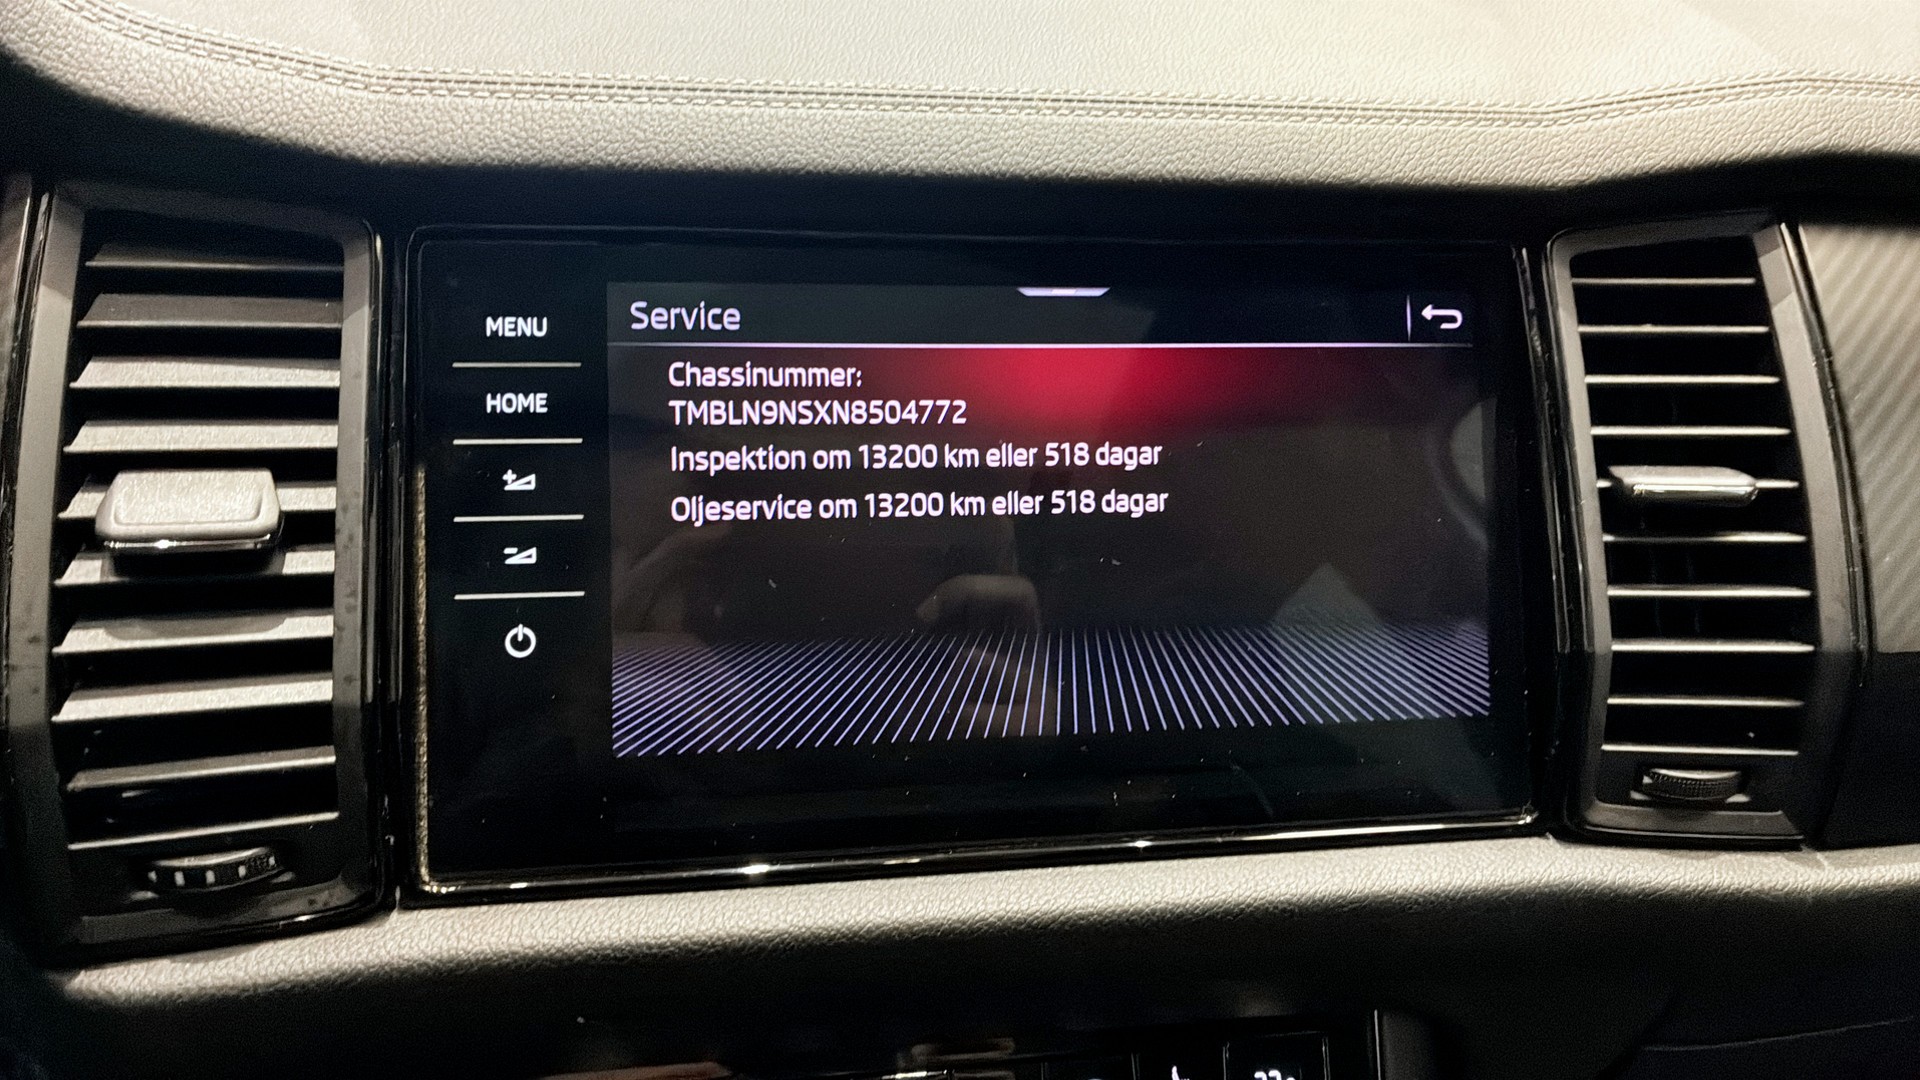 Service
MENU
HOME
Chassinummer:
TMBLN9NSXN8504772
Inspektion om 13200 km eller 518 dagar
Oljeservice om 13200 km eller 518 dagar